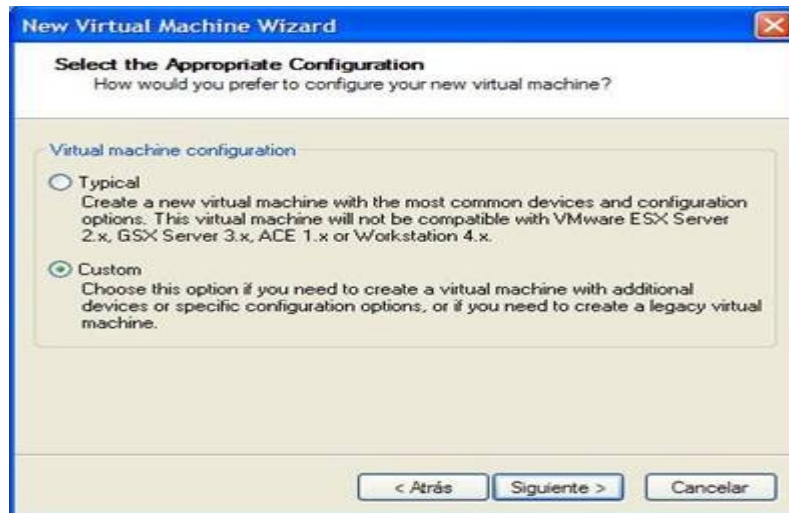 New Virtual Machine Wizard
Select the Appropriate Configuration
How would you prefer to configure your new virtual machine?
Virtual machine configuration
Typical
Create a new virtual machine with the most common devices and configuration
options. This virtual machine will not be compatible with VMware ESX Server
2.x, GSX Server 3.x, ACE 1.x or Workstation 4.x.
Custom
Choose this option if you need to create a virtual machine with additional
devices or specific configuration options, or if you need to create a legacy virtual
machine.
< Atrás Siguiente > Cancelar